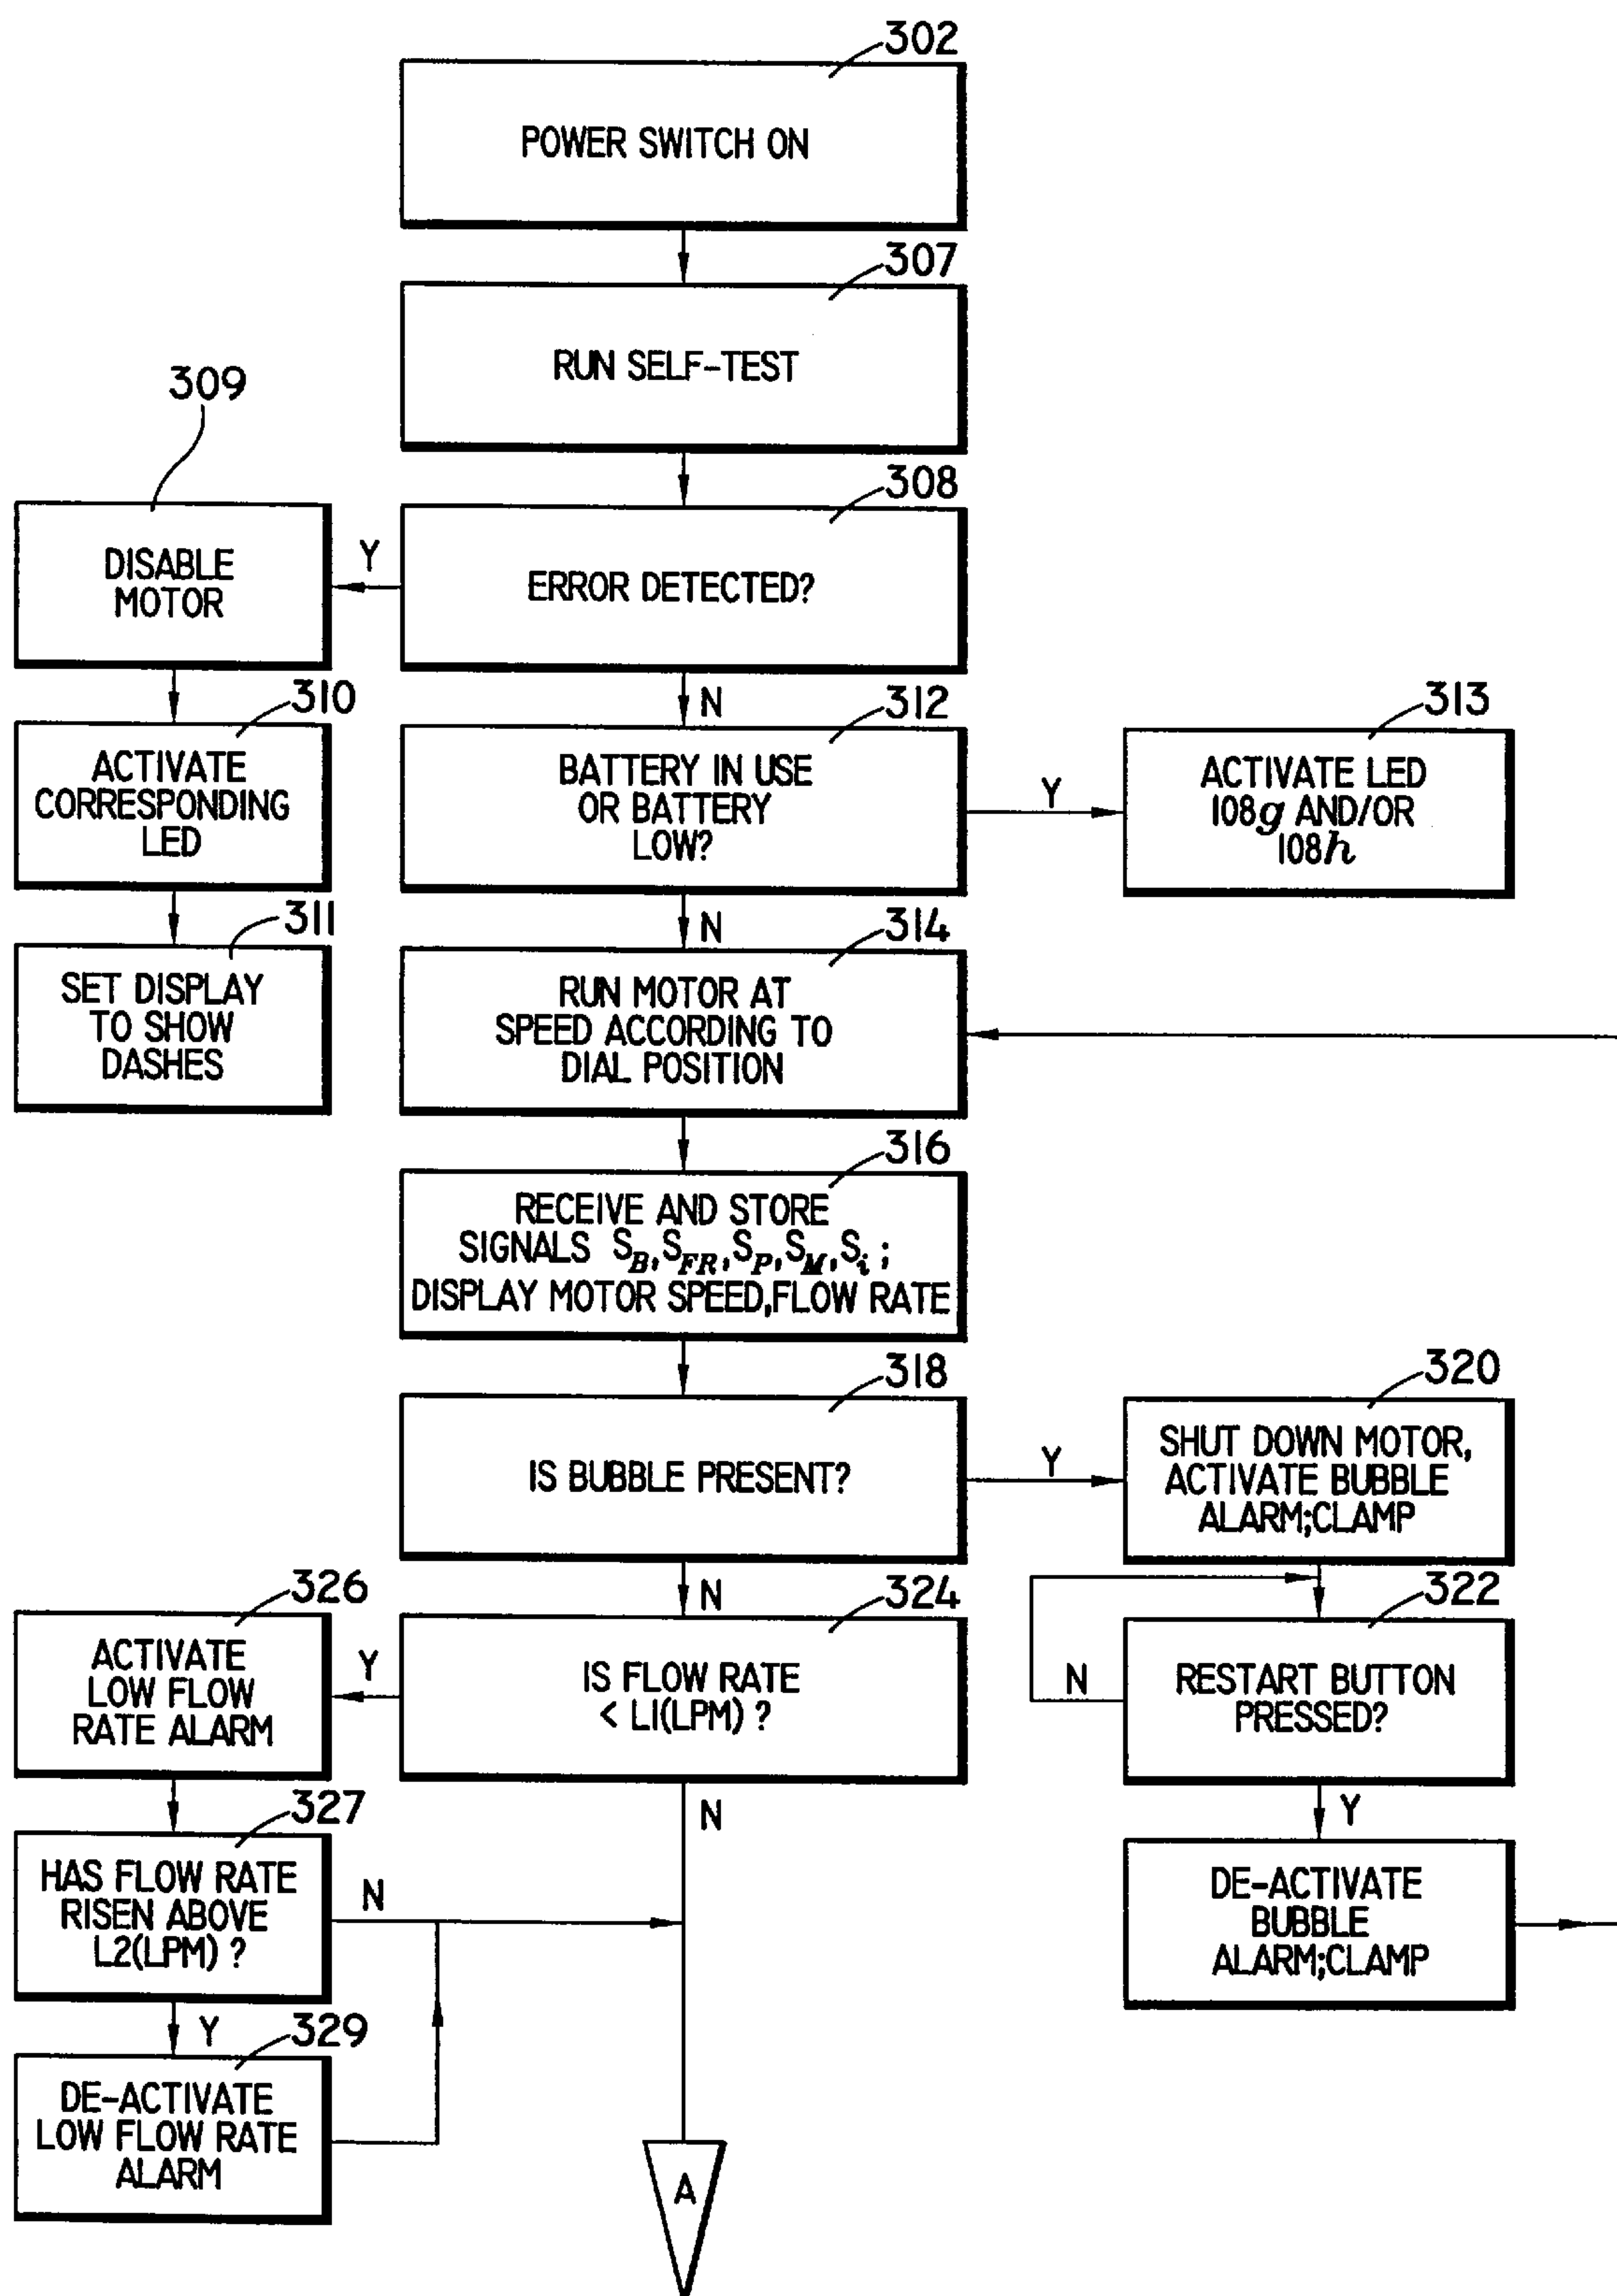 302
POWER SWITCH ON
307
RUN SELF-TEST
308
ERROR DETECTED?
Y
309
DISABLE
MOTOR
310
ACTIVATE
CORRESPONDING
LED
311
SET DISPLAY
TO SHOW
DASHES
N
312
BATTERY IN USE
OR BATTERY
LOW?
Y
313
ACTIVATE LED
108g AND/OR
108h
N
314
RUN MOTOR AT
SPEED ACCORDING TO
DIAL POSITION
316
RECEIVE AND STORE
SIGNALS S_B, S_FR, S_P, S_M, S_i ;
DISPLAY MOTOR SPEED,FLOW RATE
318
IS BUBBLE PRESENT?
Y
320
SHUT DOWN MOTOR,
ACTIVATE BUBBLE
ALARM;CLAMP
322
RESTART BUTTON
PRESSED?
N
Y
DE-ACTIVATE
BUBBLE
ALARM;CLAMP
N
324
IS FLOW RATE
< L1(LPM) ?
Y
326
ACTIVATE
LOW FLOW
RATE ALARM
327
HAS FLOW RATE
RISEN ABOVE
L2(LPM) ?
N
Y
329
DE-ACTIVATE
LOW FLOW RATE
ALARM
N
A